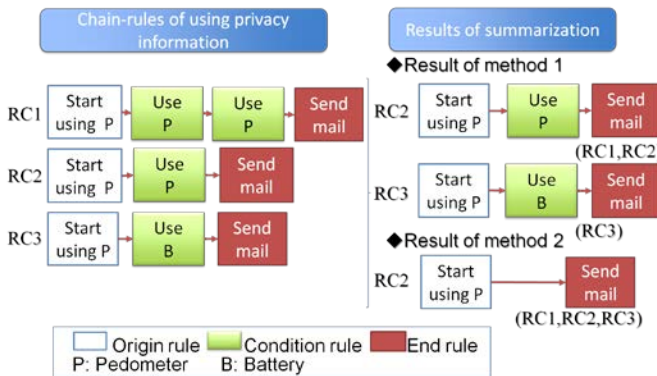 Chain-rules of using privacy
information
RC1
Start
using P
Use
P
Use
P
Send
mail
RC2
Start
using P
Use
P
Send
mail
RC3
Start
using P
Use
B
Send
mail
Results of summarization
◆Result of method 1
RC2
Start
using P
Use
P
Send
mail
(RC1,RC2)
RC3
Start
using P
Use
B
Send
mail
(RC3)
◆Result of method 2
RC2
Start
using P
Send
mail
(RC1,RC2,RC3)
Origin rule
Condition rule
End rule
P: Pedometer
B: Battery